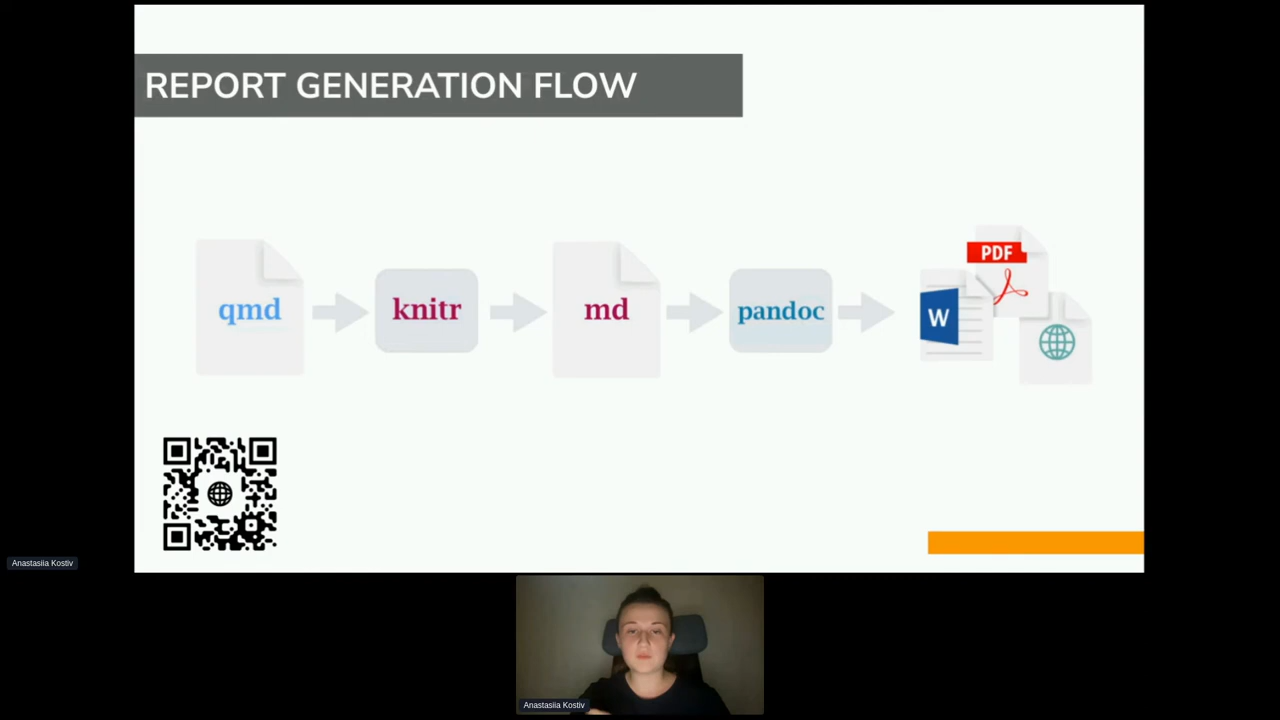 REPORT GENERATION FLOW
qmd
knitr
md
pandoc
PDF
W
Anastasiia Kostiv
Anastasiia Kostiv